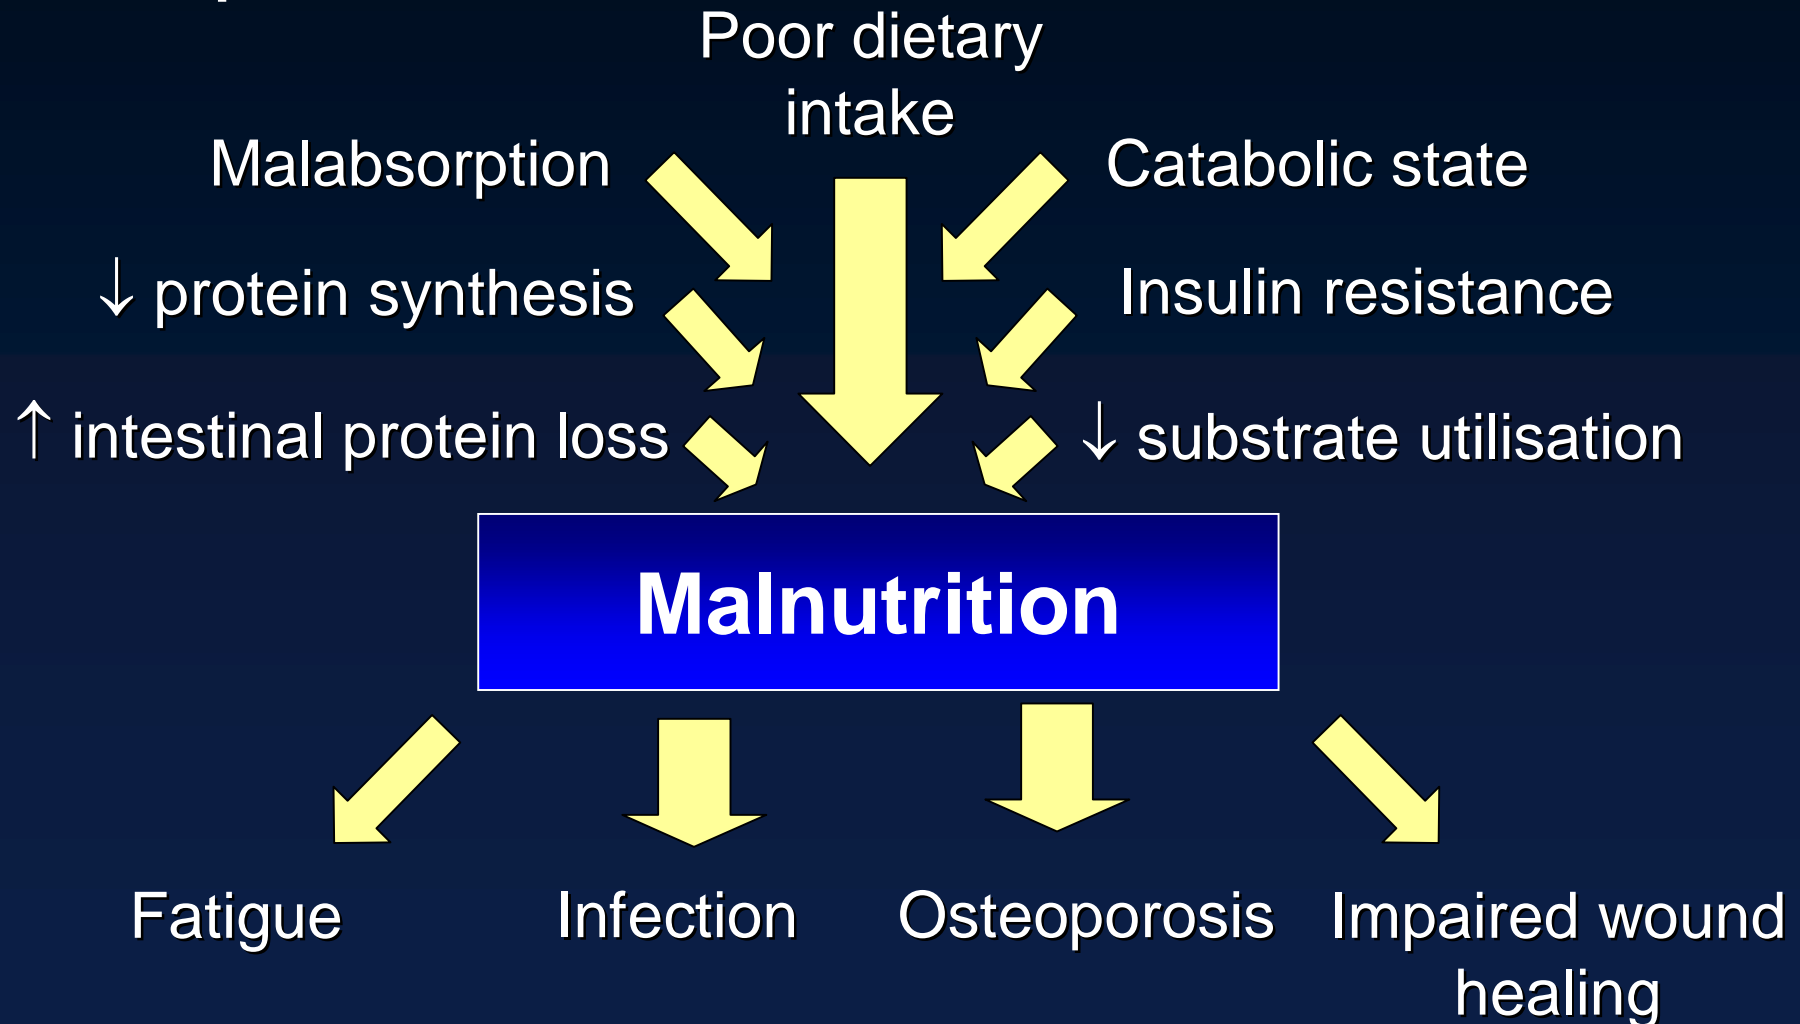 Poor dietary
intake
Malabsorption
Catabolic state
↓ protein synthesis
Insulin resistance
↑ intestinal protein loss
↓ substrate utilisation
Malnutrition
Fatigue
Infection
Osteoporosis
Impaired wound
healing